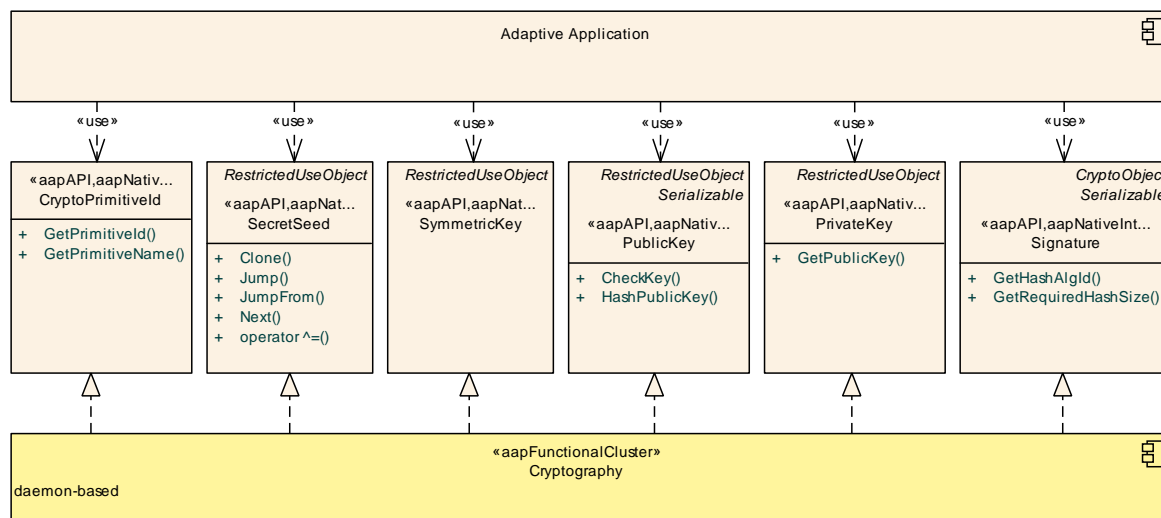 Adaptive Application
«use» «use» «use» «use» «use» «use»
«aapAPI,aapNativ...
CryptoPrimitiveId
+ GetPrimitiveId()
+ GetPrimitiveName()
RestrictedUseObject
«aapAPI,aapNat...
SecretSeed
+ Clone()
+ Jump()
+ JumpFrom()
+ Next()
+ operator ^=()
RestrictedUseObject
«aapAPI,aapNat...
SymmetricKey
RestrictedUseObject
Serializable
«aapAPI,aapNativ...
PublicKey
+ CheckKey()
+ HashPublicKey()
RestrictedUseObject
«aapAPI,aapNativ...
PrivateKey
+ GetPublicKey()
CryptoObject
Serializable
«aapAPI,aapNativeInt...
Signature
+ GetHashAlgId()
+ GetRequiredHashSize()
«aapFunctionalCluster»
Cryptography
daemon-based